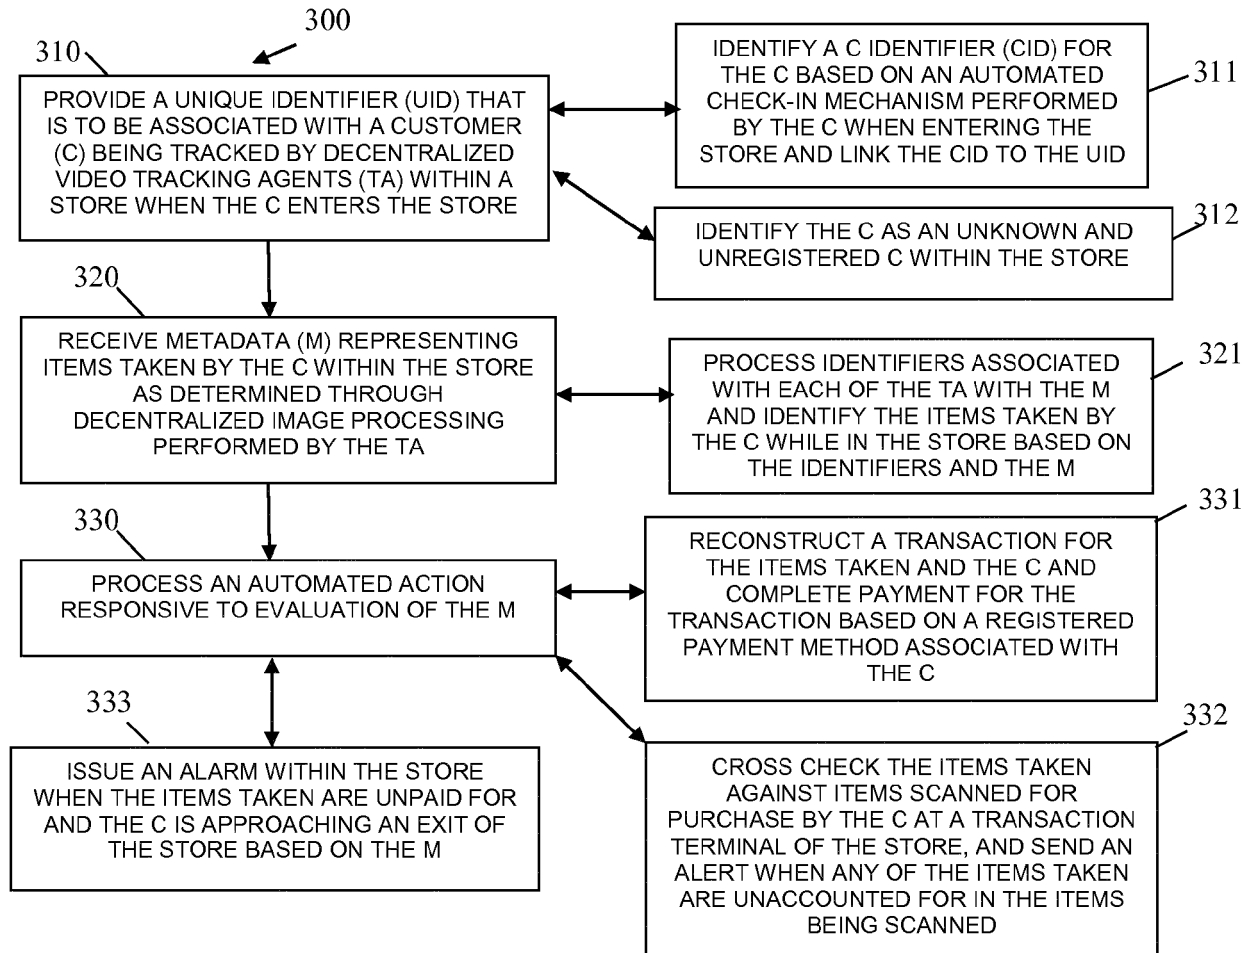 300
310
PROVIDE A UNIQUE IDENTIFIER (UID) THAT
IS TO BE ASSOCIATED WITH A CUSTOMER
(C) BEING TRACKED BY DECENTRALIZED
VIDEO TRACKING AGENTS (TA) WITHIN A
STORE WHEN THE C ENTERS THE STORE
311
IDENTIFY A C IDENTIFIER (CID) FOR
THE C BASED ON AN AUTOMATED
CHECK-IN MECHANISM PERFORMED
BY THE C WHEN ENTERING THE
STORE AND LINK THE CID TO THE UID
312
IDENTIFY THE C AS AN UNKNOWN AND
UNREGISTERED C WITHIN THE STORE
320
RECEIVE METADATA (M) REPRESENTING
ITEMS TAKEN BY THE C WITHIN THE STORE
AS DETERMINED THROUGH
DECENTRALIZED IMAGE PROCESSING
PERFORMED BY THE TA
321
PROCESS IDENTIFIERS ASSOCIATED
WITH EACH OF THE TA WITH THE M
AND IDENTIFY THE ITEMS TAKEN BY
THE C WHILE IN THE STORE BASED ON
THE IDENTIFIERS AND THE M
330
PROCESS AN AUTOMATED ACTION
RESPONSIVE TO EVALUATION OF THE M
331
RECONSTRUCT A TRANSACTION FOR
THE ITEMS TAKEN AND THE C AND
COMPLETE PAYMENT FOR THE
TRANSACTION BASED ON A REGISTERED
PAYMENT METHOD ASSOCIATED WITH
THE C
333
ISSUE AN ALARM WITHIN THE STORE
WHEN THE ITEMS TAKEN ARE UNPAID FOR
AND THE C IS APPROACHING AN EXIT OF
THE STORE BASED ON THE M
332
CROSS CHECK THE ITEMS TAKEN
AGAINST ITEMS SCANNED FOR
PURCHASE BY THE C AT A TRANSACTION
TERMINAL OF THE STORE, AND SEND AN
ALERT WHEN ANY OF THE ITEMS TAKEN
ARE UNACCOUNTED FOR IN THE ITEMS
BEING SCANNED